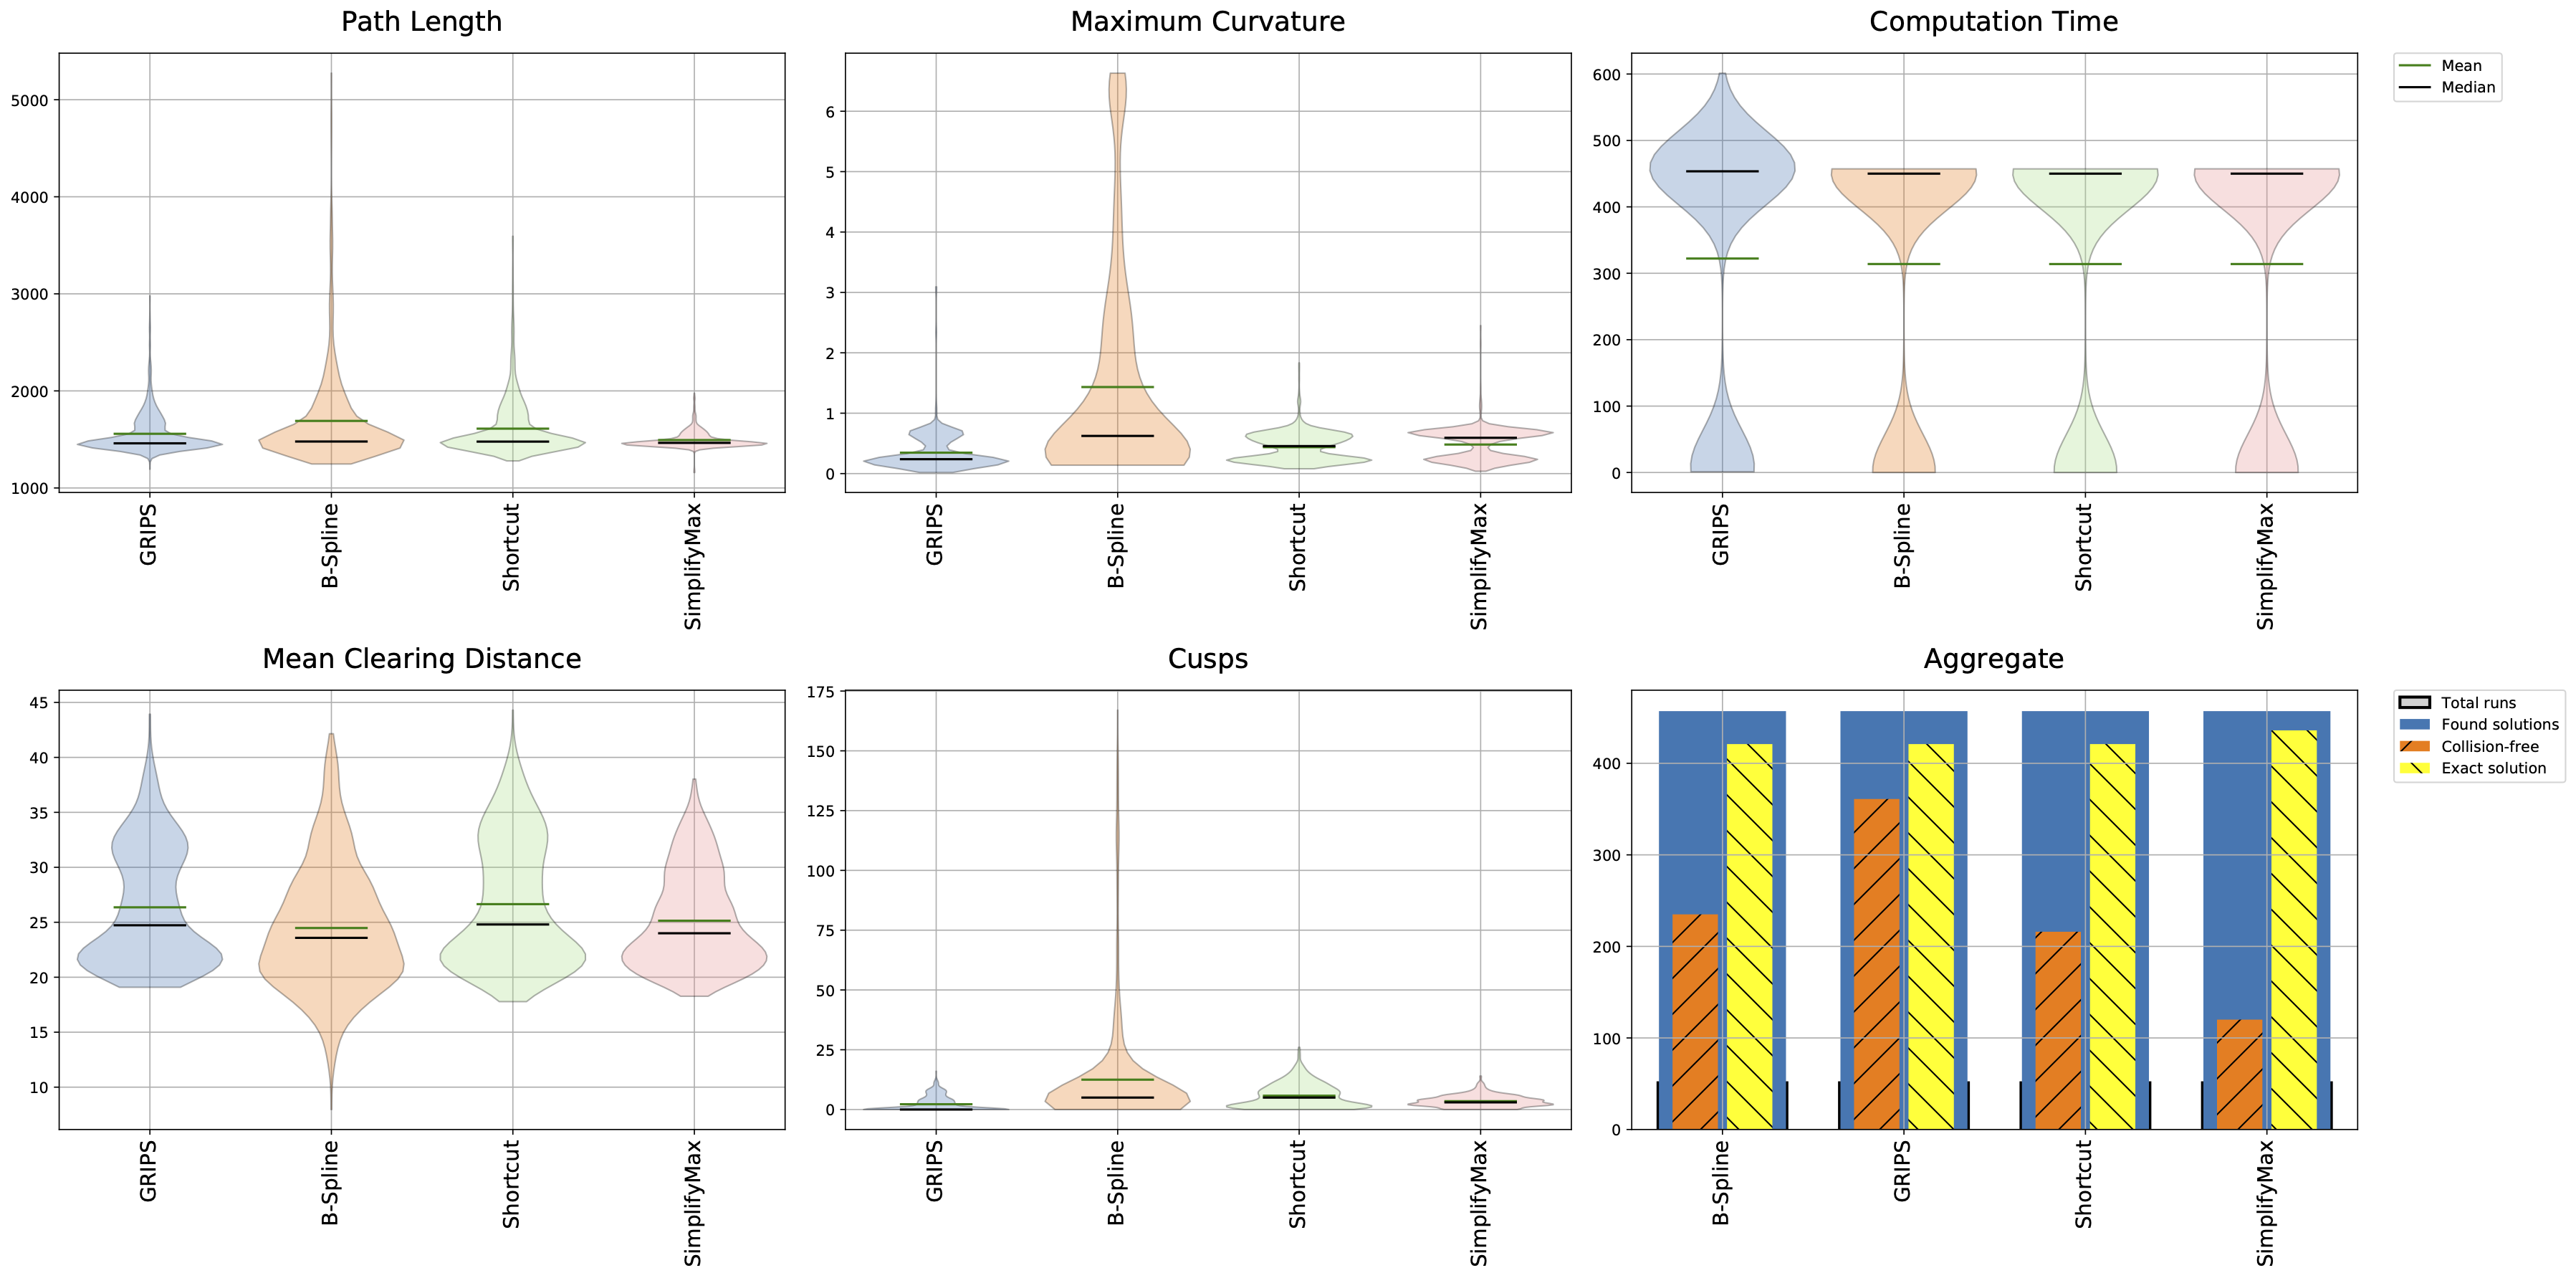 Path Length
5000
4000
3000
2000
1000
GRIPS
B-Spline
Shortcut
SimplifyMax
Maximum Curvature
6
5
4
3
2
1
0
GRIPS
B-Spline
Shortcut
SimplifyMax
Computation Time
600
500
400
300
200
100
0
GRIPS
B-Spline
Shortcut
SimplifyMax
Mean
Median
Mean Clearing Distance
45
40
35
30
25
20
15
10
GRIPS
B-Spline
Shortcut
SimplifyMax
Cusps
175
150
125
100
75
50
25
0
GRIPS
B-Spline
Shortcut
SimplifyMax
Aggregate
400
300
200
100
0
B-Spline
GRIPS
Shortcut
SimplifyMax
Total runs
Found solutions
Collision-free
Exact solution